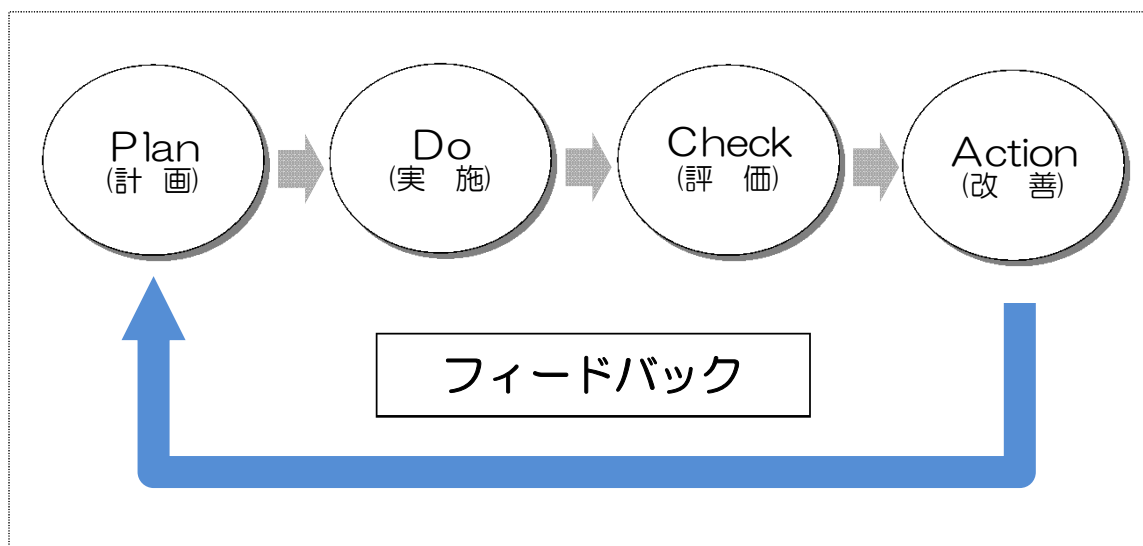 Plan
(計　画)
Do
(実　施)
Check
(評　価)
Action
(改　善)
フィードバック